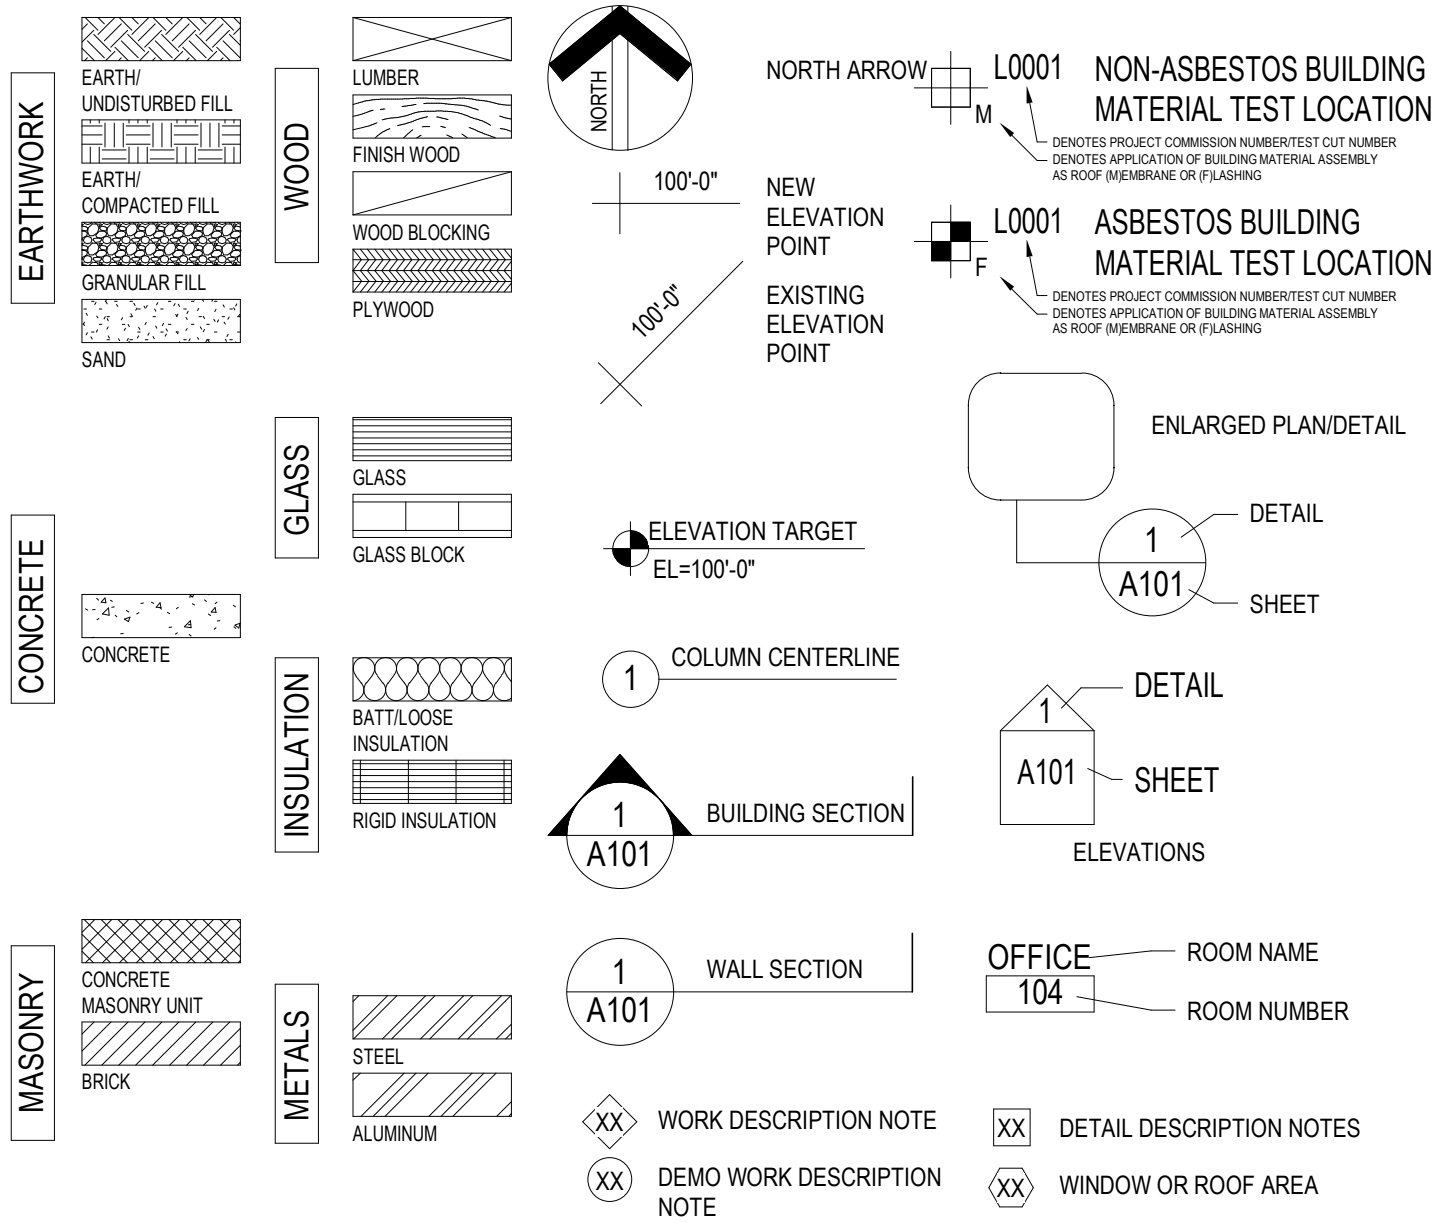 EARTHWORK
EARTH/
UNDISTURBED FILL
EARTH/
COMPACTED FILL
GRANULAR FILL
SAND
CONCRETE
CONCRETE
MASONRY
CONCRETE
MASONRY UNIT
BRICK
WOOD
LUMBER
FINISH WOOD
WOOD BLOCKING
PLYWOOD
GLASS
GLASS
GLASS BLOCK
INSULATION
BATT/LOOSE
INSULATION
RIGID INSULATION
METALS
STEEL
ALUMINUM
NORTH
NORTH ARROW
100'-0"
NEW
ELEVATION
POINT
100'-0"
EXISTING
ELEVATION
POINT
ELEVATION TARGET
EL=100'-0"
1
COLUMN CENTERLINE
1
A101
BUILDING SECTION
1
A101
WALL SECTION
XX
WORK DESCRIPTION NOTE
XX
DEMO WORK DESCRIPTION
NOTE
L0001
M
NON-ASBESTOS BUILDING
MATERIAL TEST LOCATION
DENOTES PROJECT COMMISSION NUMBER/TEST CUT NUMBER
DENOTES APPLICATION OF BUILDING MATERIAL ASSEMBLY
AS ROOF (M)EMBRANE OR (F)LASHING
L0001
F
ASBESTOS BUILDING
MATERIAL TEST LOCATION
DENOTES PROJECT COMMISSION NUMBER/TEST CUT NUMBER
DENOTES APPLICATION OF BUILDING MATERIAL ASSEMBLY
AS ROOF (M)EMBRANE OR (F)LASHING
ENLARGED PLAN/DETAIL
1
A101
DETAIL
SHEET
1
A101
DETAIL
SHEET
ELEVATIONS
OFFICE
104
ROOM NAME
ROOM NUMBER
XX
DETAIL DESCRIPTION NOTES
XX
WINDOW OR ROOF AREA